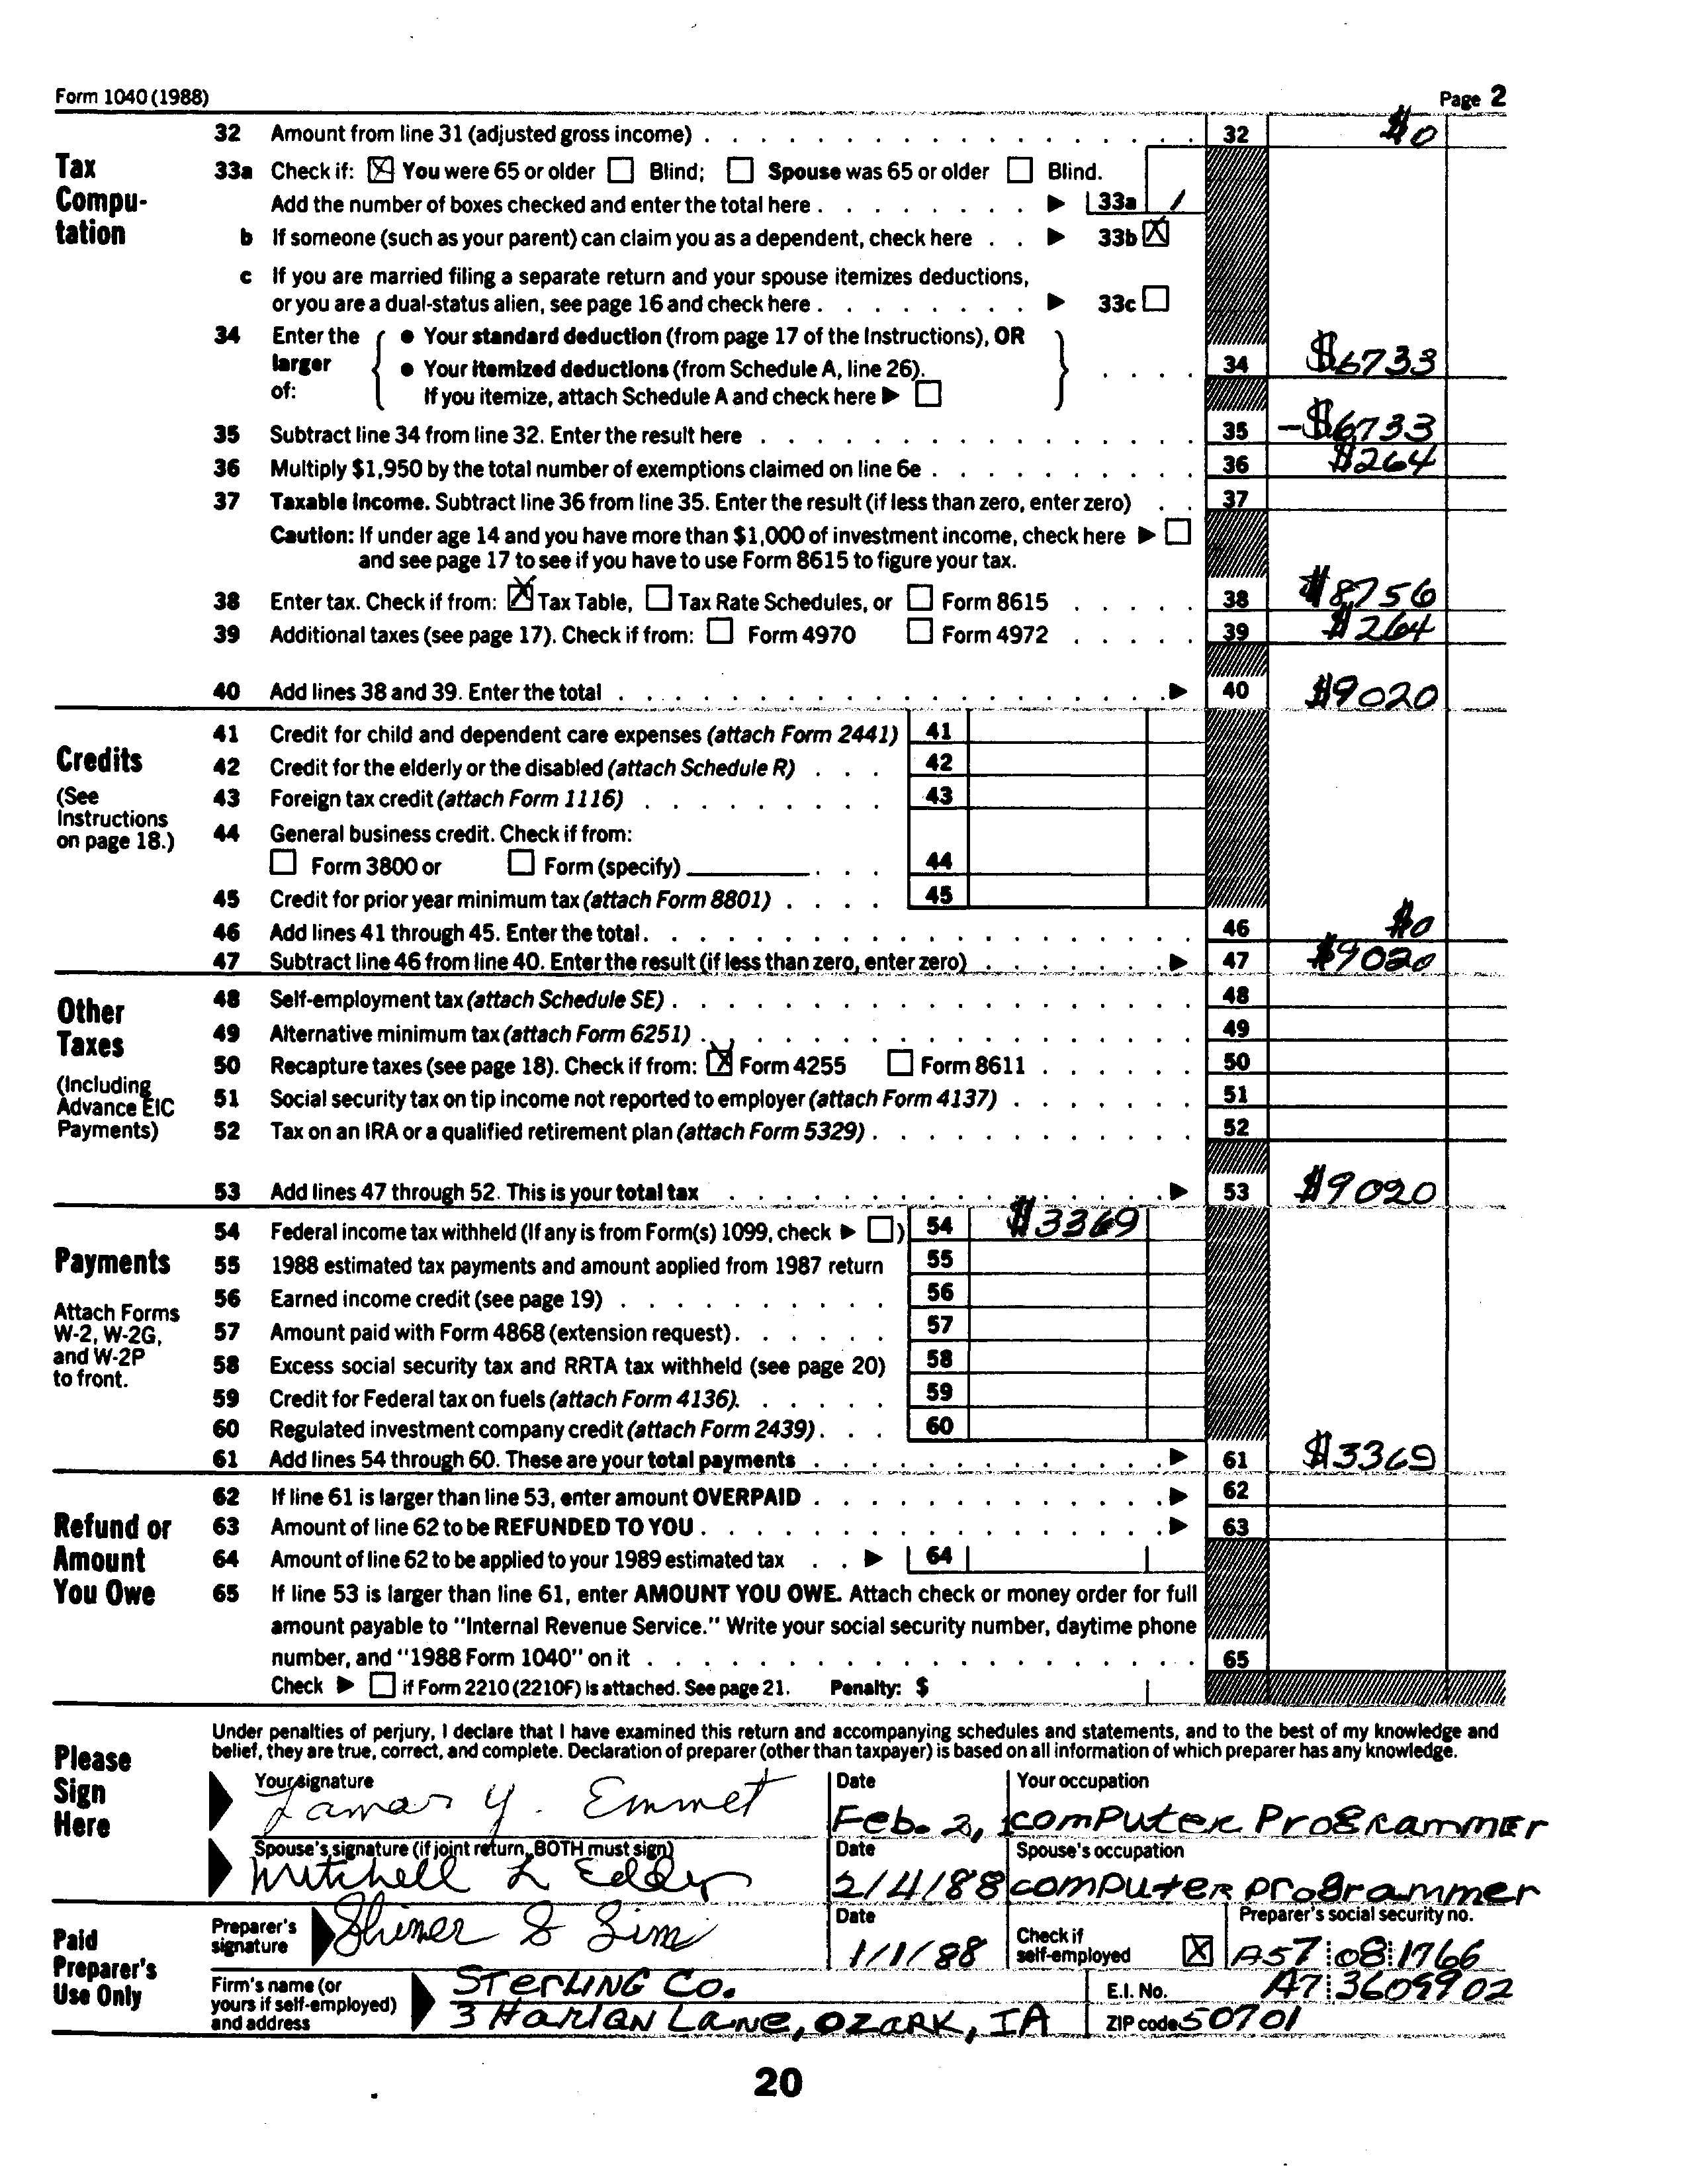 Form 1040 (1988) Page 2
32 Amount from line 31 (adjusted gross income) 32 $0
Tax Compu-tation
33a Check if: You were 65 or older Blind; Spouse was 65 or older Blind.
Add the number of boxes checked and enter the total here 33a 1
b If someone (such as your parent) can claim you as a dependent, check here 33b X
c If you are married filing a separate return and your spouse itemizes deductions,
or you are a dual-status alien, see page 16 and check here 33c
34 Enter the larger of: • Your standard deduction (from page 17 of the Instructions), OR
• Your itemized deductions (from Schedule A, line 26).
If you itemize, attach Schedule A and check here 34 $6733
35 Subtract line 34 from line 32. Enter the result here 35 -$6733
36 Multiply $1,950 by the total number of exemptions claimed on line 6e 36 $264
37 Taxable Income. Subtract line 36 from line 35. Enter the result (if less than zero, enter zero) 37
Caution: If under age 14 and you have more than $1,000 of investment income, check here
and see page 17 to see if you have to use Form 8615 to figure your tax.
38 Enter tax. Check if from: X Tax Table, Tax Rate Schedules, or Form 8615 38 $8756
39 Additional taxes (see page 17). Check if from: Form 4970 Form 4972 39 $264
40 Add lines 38 and 39. Enter the total 40 $9020
Credits
(See Instructions on page 18.)
41 Credit for child and dependent care expenses (attach Form 2441) 41
42 Credit for the elderly or the disabled (attach Schedule R) 42
43 Foreign tax credit (attach Form 1116) 43
44 General business credit. Check if from:
Form 3800 or Form (specify) 44
45 Credit for prior year minimum tax (attach Form 8801) 45
46 Add lines 41 through 45. Enter the total. 46 $0
47 Subtract line 46 from line 40. Enter the result (if less than zero, enter zero) 47 $9020
Other Taxes
(Including Advance EIC Payments)
48 Self-employment tax (attach Schedule SE) 48
49 Alternative minimum tax (attach Form 6251) 49
50 Recapture taxes (see page 18). Check if from: X Form 4255 Form 8611 50
51 Social security tax on tip income not reported to employer (attach Form 4137) 51
52 Tax on an IRA or a qualified retirement plan (attach Form 5329) 52
53 Add lines 47 through 52. This is your total tax 53 $9020
Payments
Attach Forms W-2, W-2G, and W-2P to front.
54 Federal income tax withheld (If any is from Form(s) 1099, check ) 54 $3369
55 1988 estimated tax payments and amount applied from 1987 return 55
56 Earned income credit (see page 19) 56
57 Amount paid with Form 4868 (extension request) 57
58 Excess social security tax and RRTA tax withheld (see page 20) 58
59 Credit for Federal tax on fuels (attach Form 4136). 59
60 Regulated investment company credit (attach Form 2439) 60
61 Add lines 54 through 60. These are your total payments 61 $3369
Refund or Amount You Owe
62 If line 61 is larger than line 53, enter amount OVERPAID 62
63 Amount of line 62 to be REFUNDED TO YOU 63
64 Amount of line 62 to be applied to your 1989 estimated tax 64
65 If line 53 is larger than line 61, enter AMOUNT YOU OWE. Attach check or money order for full
amount payable to "Internal Revenue Service." Write your social security number, daytime phone
number, and "1988 Form 1040" on it 65
Check if Form 2210 (2210F) is attached. See page 21. Penalty: $
Please Sign Here
Under penalties of perjury, I declare that I have examined this return and accompanying schedules and statements, and to the best of my knowledge and
belief, they are true, correct, and complete. Declaration of preparer (other than taxpayer) is based on all information of which preparer has any knowledge.
Your signature Date Your occupation
Lamar Y. Emmet Feb. 2, computer Programmer
Spouse's signature (if joint return, BOTH must sign) Date Spouse's occupation
Mitchell L Edder 2/4/88 computer programmer
Paid Preparer's Use Only
Preparer's signature Date Check if self-employed Preparer's social security no.
Shiner S Sim 1/1/88 X A57 08 1766
Firm's name (or yours if self-employed) and address
Sterling Co. E.I. No. A7 3609902
3 Harlan Lane, Ozark, IA ZIP code 50701
20